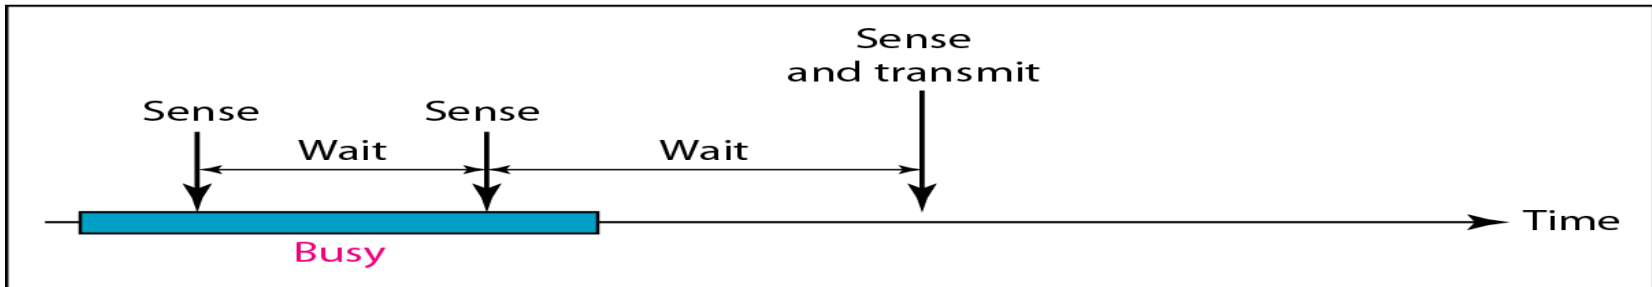 Sense
and transmit
Sense
Sense
Wait
Wait
Time
Busy